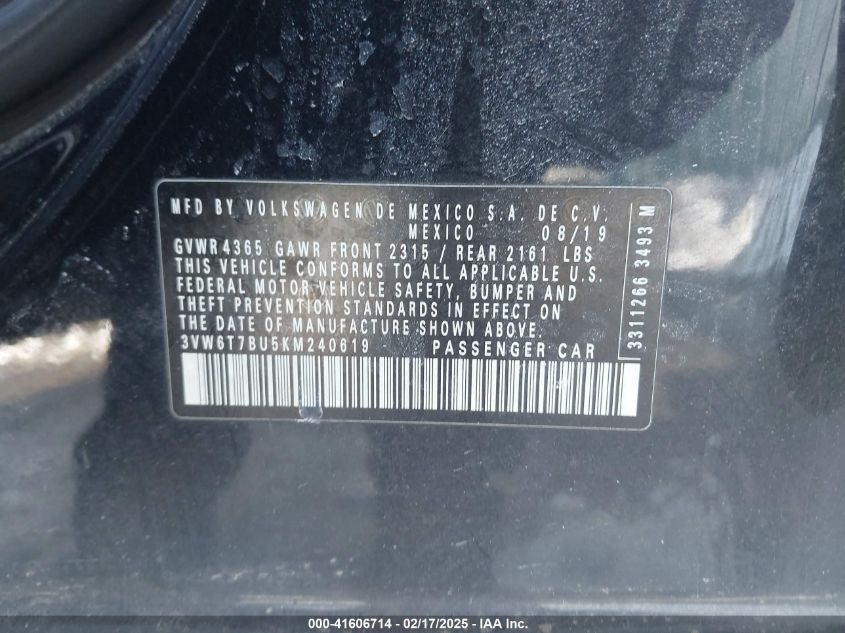 MFD BY VOLKSWAGEN DE MEXICO S.A. DE C.V.
MEXICO 08/19
GVWR 4365 GAWR FRONT 2315 / REAR 2161 LBS
THIS VEHICLE CONFORMS TO ALL APPLICABLE U.S.
FEDERAL MOTOR VEHICLE SAFETY, BUMPER AND
THEFT PREVENTION STANDARDS IN EFFECT ON
THE DATE OF MANUFACTURE SHOWN ABOVE.
3VW6T7BU5KM240619 PASSENGER CAR
3311266 3493 M
000-41606714 - 02/17/2025 - IAA Inc.